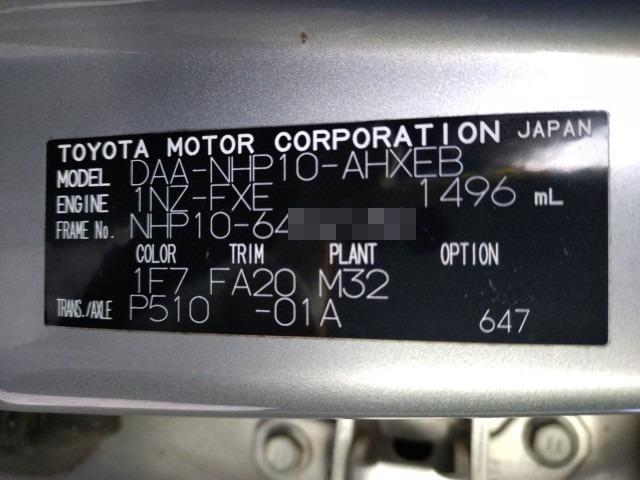 TOYOTA MOTOR CORPORATION JAPAN
MODEL DAA-NHP10-AHXEB
ENGINE 1NZ-FXE 1496 mL
FRAME No. NHP10-64
COLOR TRIM PLANT OPTION
1F7 FA20 M32
TRANS./AXLE P510 -01A 647